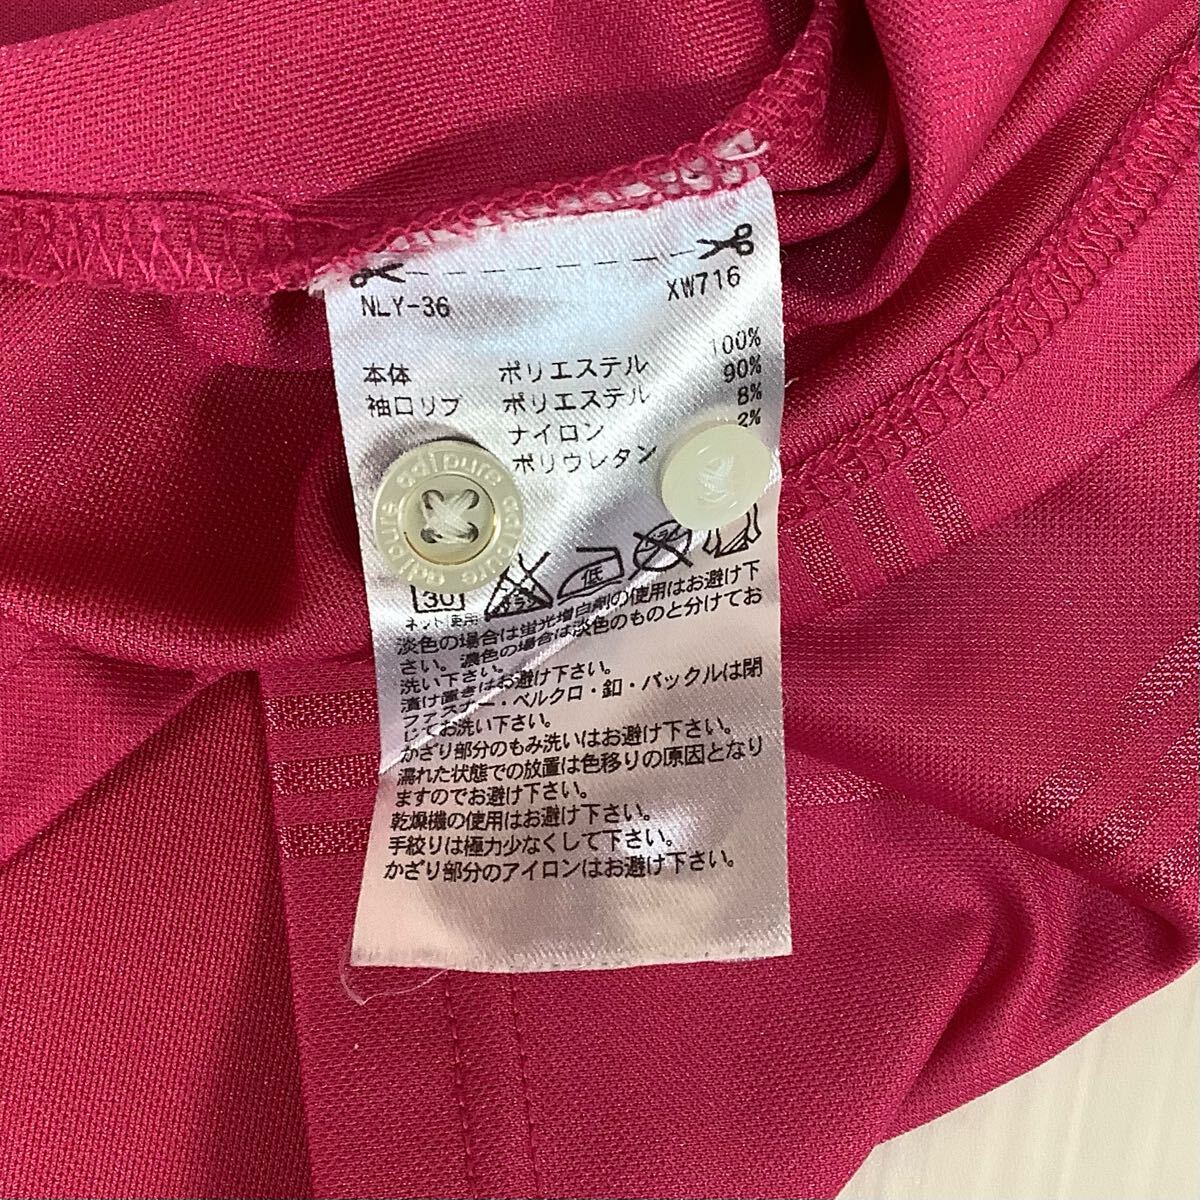 NLY-36 XW716
本体 ポリエステル 100%
袖口リブ ポリエステル 90%
ナイロン 8%
ポリウレタン 2%
adipure adipure
30 低
ネット使用
淡色の場合は蛍光増白剤の使用はお避け下
さい。濃色の場合は淡色のものと分けてお
洗い下さい。
漬け置きはお避け下さい。
ファスナー・ベルクロ・釦・バックルは閉
じてお洗い下さい。
かざり部分のもみ洗いはお避け下さい。
濡れた状態での放置は色移りの原因となり
ますのでお避け下さい。
乾燥機の使用はお避け下さい。
手絞りは極力少なくして下さい。
かざり部分のアイロンはお避け下さい。